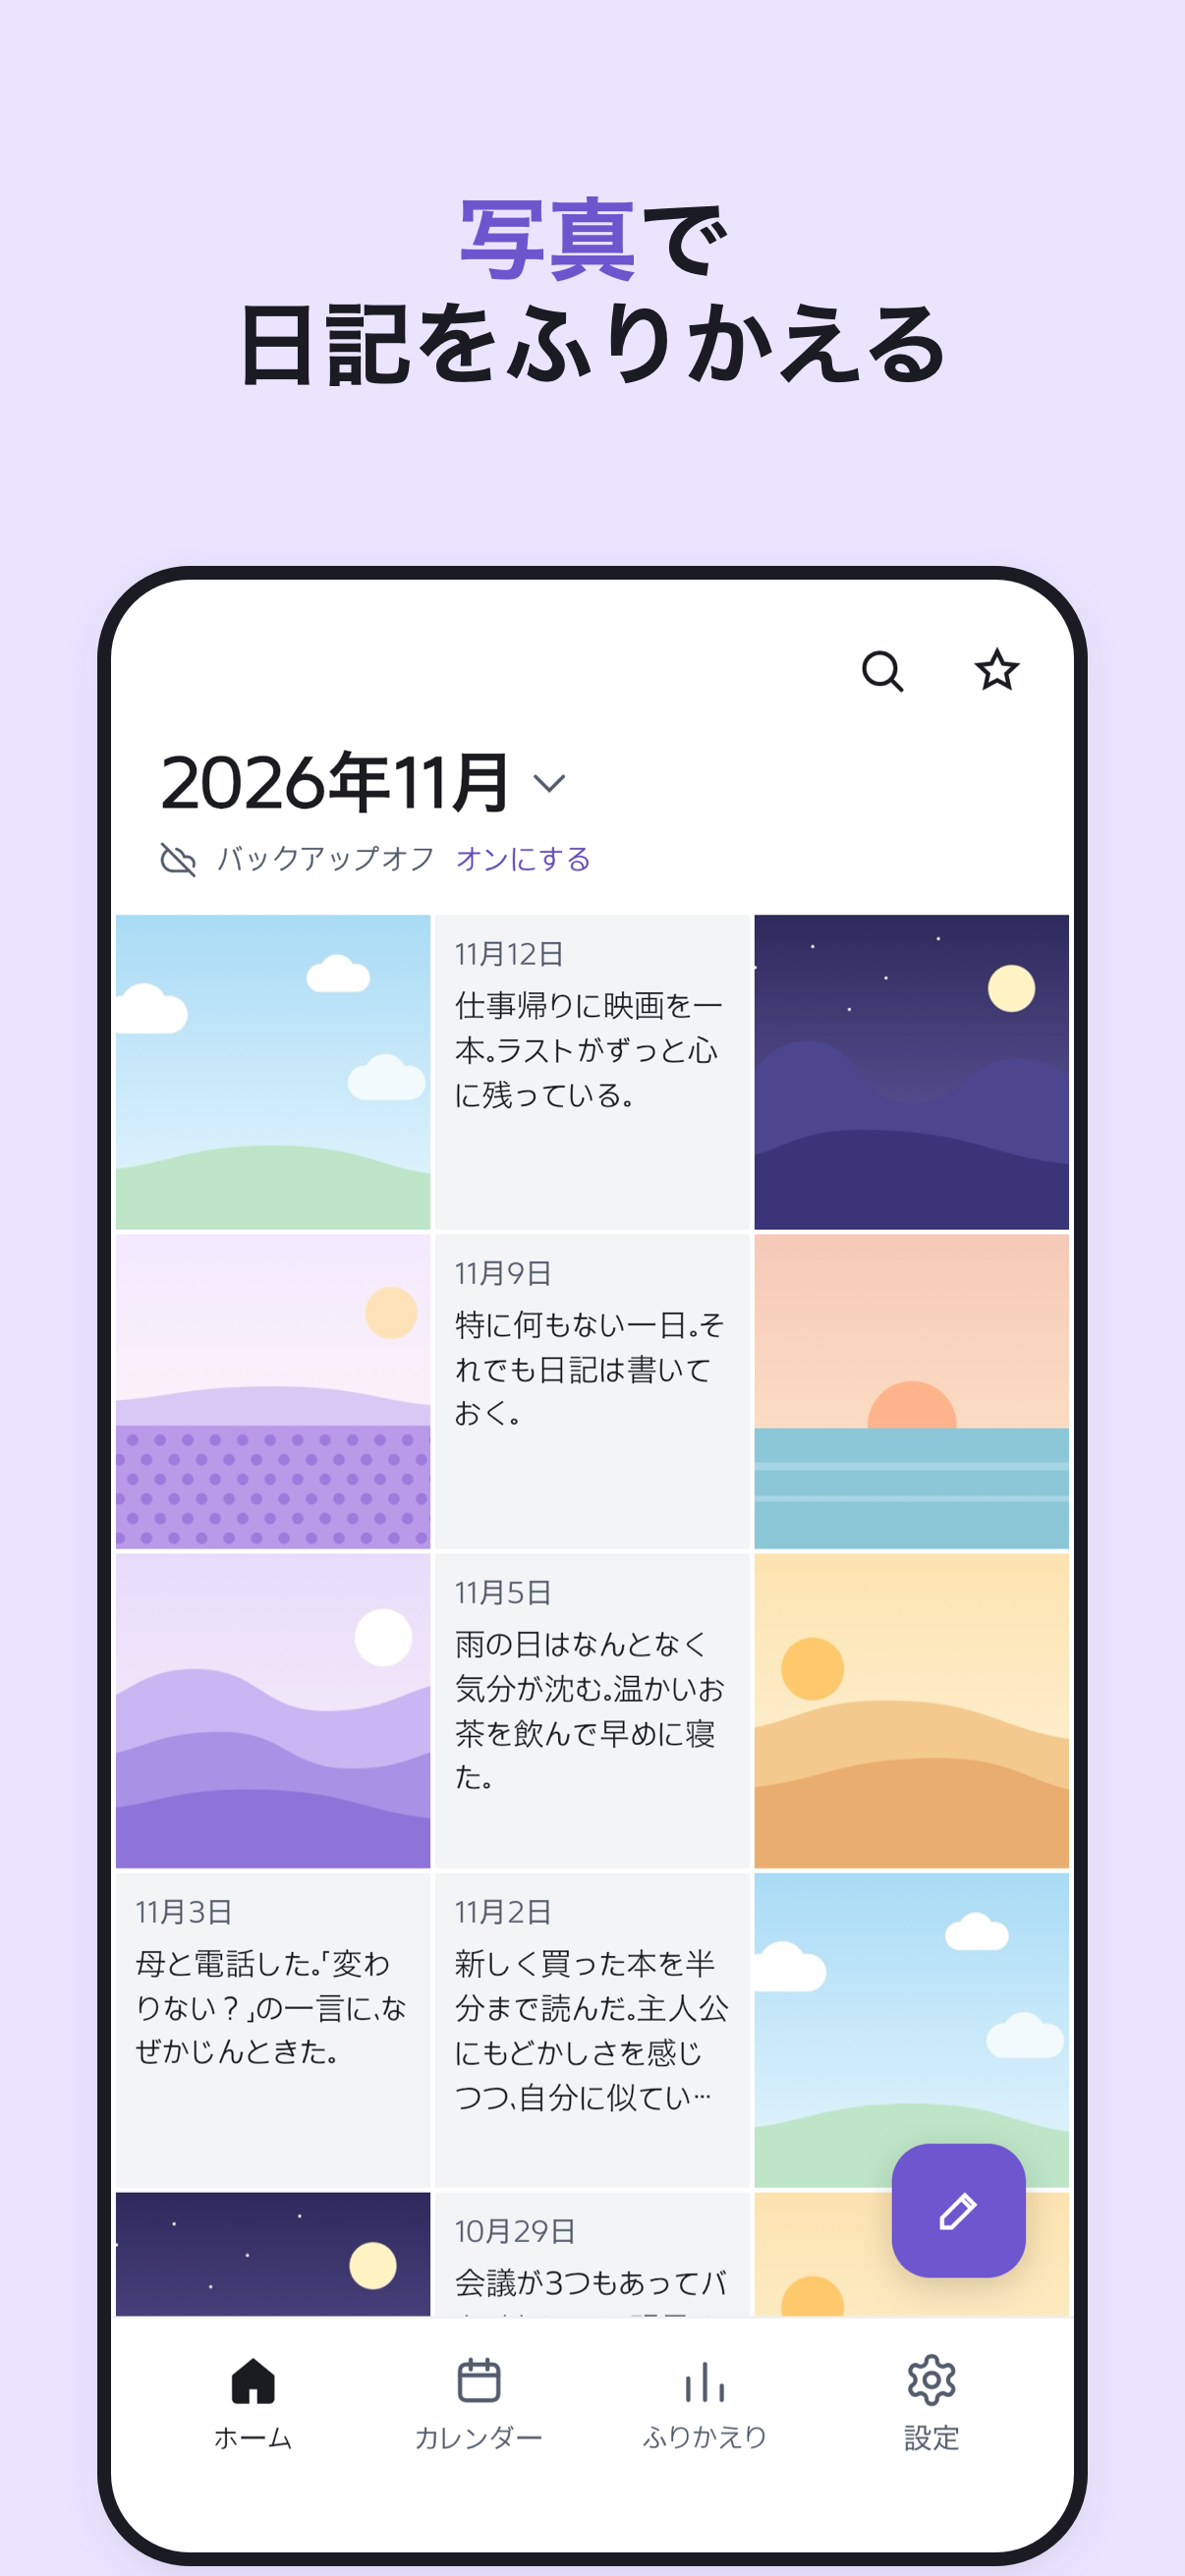 写真で
日記をふりかえる
2026年11月
バックアップオフ オンにする
11月12日
仕事帰りに映画を一
本。ラストがずっと心
に残っている。
11月9日
特に何もない一日。そ
れでも日記は書いて
おく。
11月5日
雨の日はなんとなく
気分が沈む。温かいお
茶を飲んで早めに寝
た。
11月3日
母と電話した。「変わ
りない？」の一言に、な
ぜかじんときた。
11月2日
新しく買った本を半
分まで読んだ。主人公
にもどかしさを感じ
つつ、自分に似てい…
10月29日
会議が3つもあってバ
ホーム
カレンダー
ふりかえり
設定